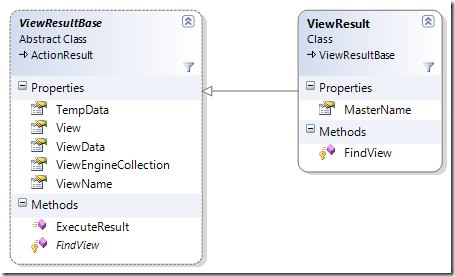 ViewResultBase
Abstract Class
ActionResult
Properties
TempData
View
ViewData
ViewEngineCollection
ViewName
Methods
ExecuteResult
FindView
ViewResult
Class
ViewResultBase
Properties
MasterName
Methods
FindView